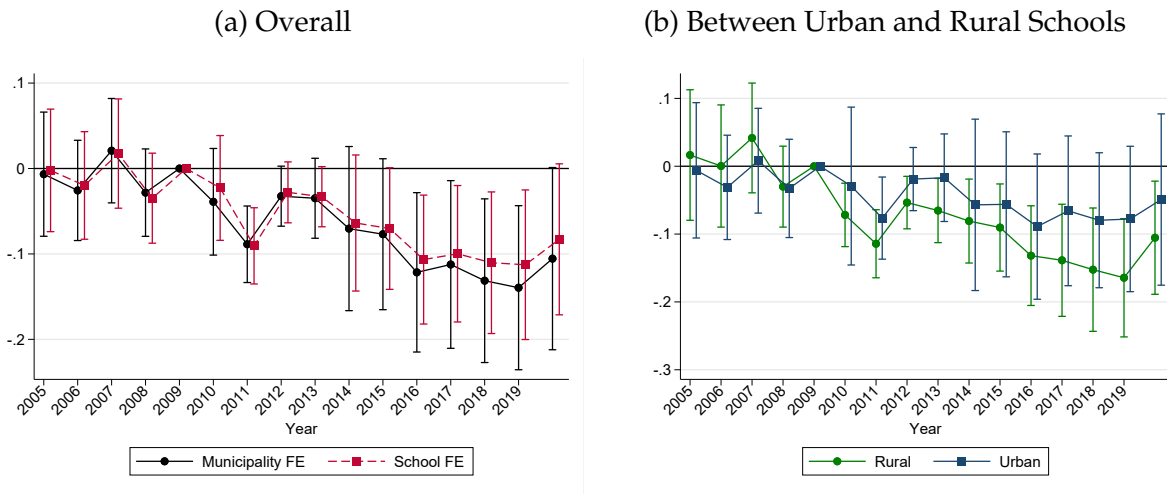 (a) Overall
.1
0
-.1
-.2
2005 2006 2007 2008 2009 2010 2011 2012 2013 2014 2015 2016 2017 2018 2019
Year
Municipality FE School FE
(b) Between Urban and Rural Schools
.1
0
-.1
-.2
-.3
2005 2006 2007 2008 2009 2010 2011 2012 2013 2014 2015 2016 2017 2018 2019
Year
Rural Urban